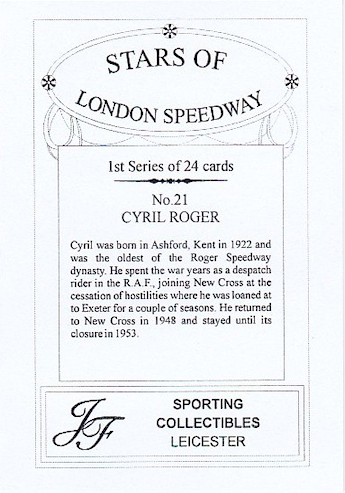 STARS OF
LONDON SPEEDWAY
1st Series of 24 cards
No.21
CYRIL ROGER
Cyril was born in Ashford, Kent in 1922 and
was the oldest of the Roger Speedway
dynasty. He spent the war years as a despatch
rider in the R.A.F., joining New Cross at the
cessation of hostilities where he was loaned at
to Exeter for a couple of seasons. He returned
to New Cross in 1948 and stayed until its
closure in 1953.
JF
SPORTING
COLLECTIBLES
LEICESTER